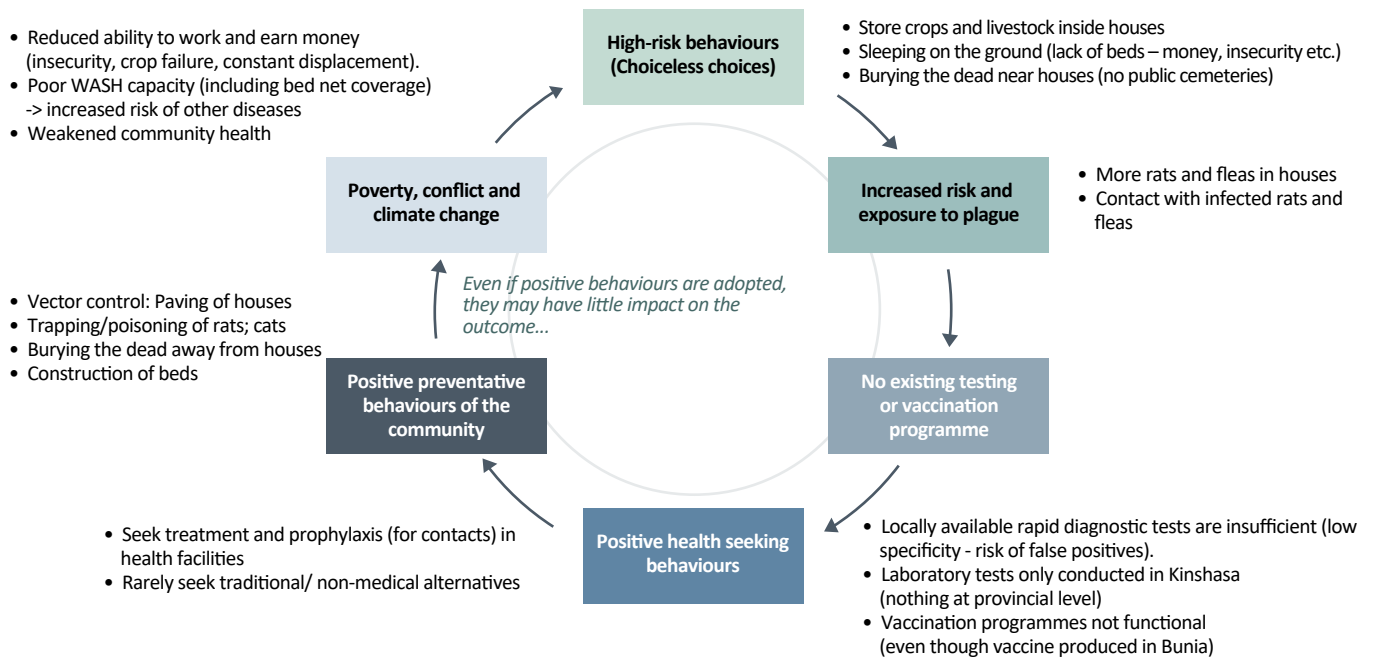 High-risk behaviours
(Choiceless choices)
• Store crops and livestock inside houses
• Sleeping on the ground (lack of beds – money, insecurity etc.)
• Burying the dead near houses (no public cemeteries)
Increased risk and
exposure to plague
• More rats and fleas in houses
• Contact with infected rats and
fleas
No existing testing
or vaccination
programme
• Locally available rapid diagnostic tests are insufficient (low
specificity - risk of false positives).
• Laboratory tests only conducted in Kinshasa
(nothing at provincial level)
• Vaccination programmes not functional
(even though vaccine produced in Bunia)
Positive health seeking
behaviours
• Seek treatment and prophylaxis (for contacts) in
health facilities
• Rarely seek traditional/ non-medical alternatives
Positive preventative
behaviours of the
community
• Vector control: Paving of houses
• Trapping/poisoning of rats; cats
• Burying the dead away from houses
• Construction of beds
Even if positive behaviours are adopted,
they may have little impact on the
outcome...
Poverty, conflict and
climate change
• Reduced ability to work and earn money
(insecurity, crop failure, constant displacement).
• Poor WASH capacity (including bed net coverage)
-> increased risk of other diseases
• Weakened community health